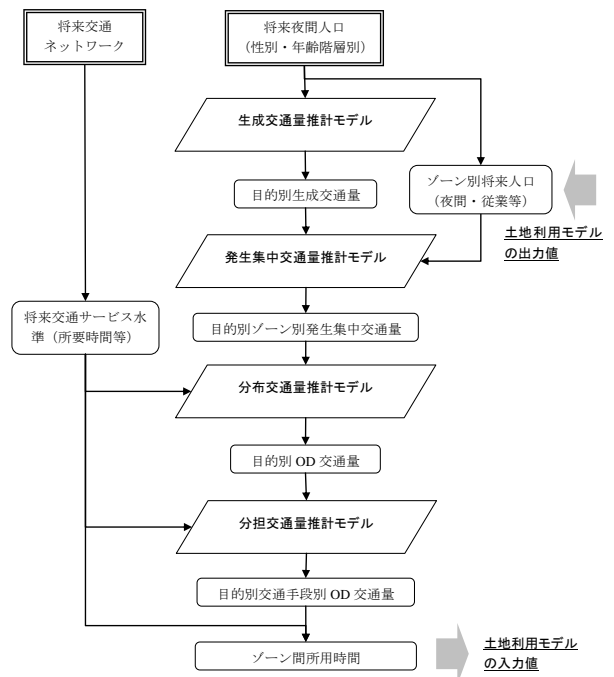 将来交通
ネットワーク
将来夜間人口
（性別・年齢階層別）
生成交通量推計モデル
目的別生成交通量
ゾーン別将来人口
（夜間・従業等）
土地利用モデル
の出力値
発生集中交通量推計モデル
将来交通サービス水
準（所要時間等）
目的別ゾーン別発生集中交通量
分布交通量推計モデル
目的別 OD 交通量
分担交通量推計モデル
目的別交通手段別 OD 交通量
ゾーン間所用時間
土地利用モデル
の入力値